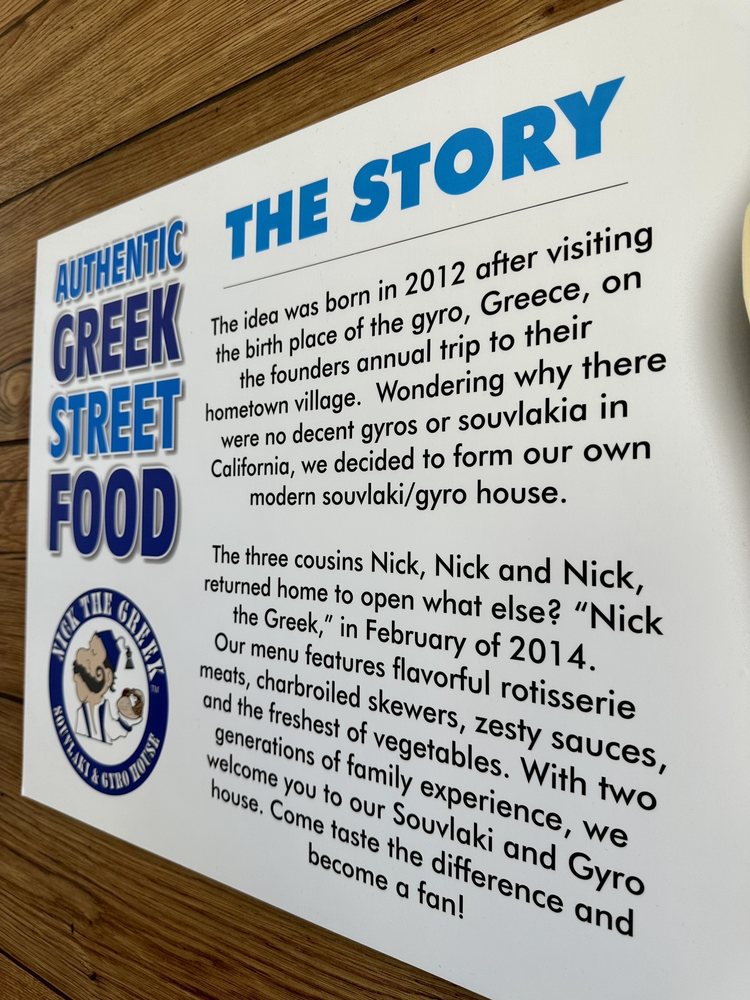 THE STORY
AUTHENTIC
GREEK
STREET
FOOD
The idea was born in 2012 after visiting
the birth place of the gyro, Greece, on
the founders annual trip to their
hometown village. Wondering why there
were no decent gyros or souvlakia in
California, we decided to form our own
modern souvlaki/gyro house.
The three cousins Nick, Nick and Nick,
returned home to open what else? “Nick
the Greek,” in February of 2014.
Our menu features flavorful rotisserie
meats, charbroiled skewers, zesty sauces,
and the freshest of vegetables. With two
generations of family experience, we
welcome you to our Souvlaki and Gyro
house. Come taste the difference and
become a fan!
NICK THE GREEK
TM
SOUVLAKI & GYRO HOUSE